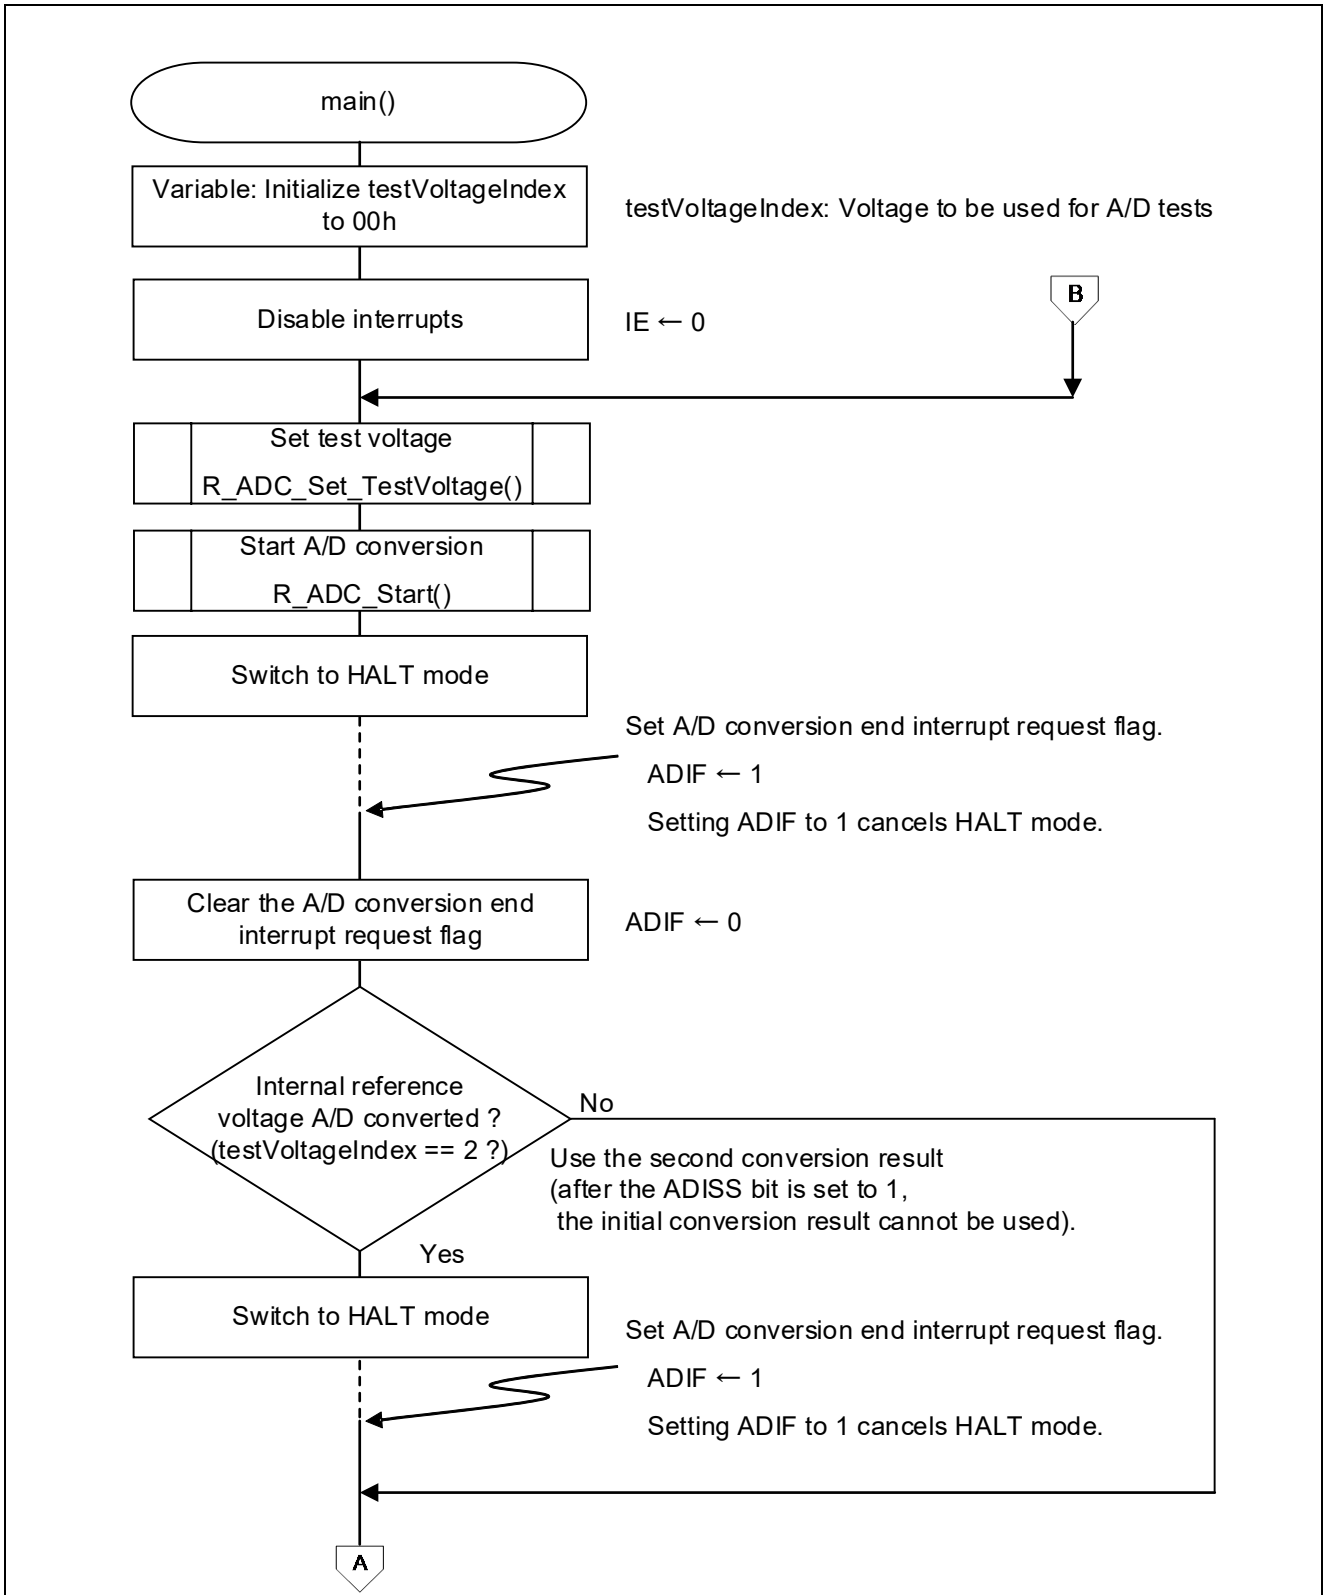 main()
Variable: Initialize testVoltageIndex
to 00h
testVoltageIndex: Voltage to be used for A/D tests
Disable interrupts
IE ← 0
B
Set test voltage
R_ADC_Set_TestVoltage()
Start A/D conversion
R_ADC_Start()
Switch to HALT mode
Set A/D conversion end interrupt request flag.
ADIF ← 1
Setting ADIF to 1 cancels HALT mode.
Clear the A/D conversion end
interrupt request flag
ADIF ← 0
Internal reference
voltage A/D converted ?
(testVoltageIndex == 2 ?)
No
Use the second conversion result
(after the ADISS bit is set to 1,
the initial conversion result cannot be used).
Yes
Switch to HALT mode
Set A/D conversion end interrupt request flag.
ADIF ← 1
Setting ADIF to 1 cancels HALT mode.
A